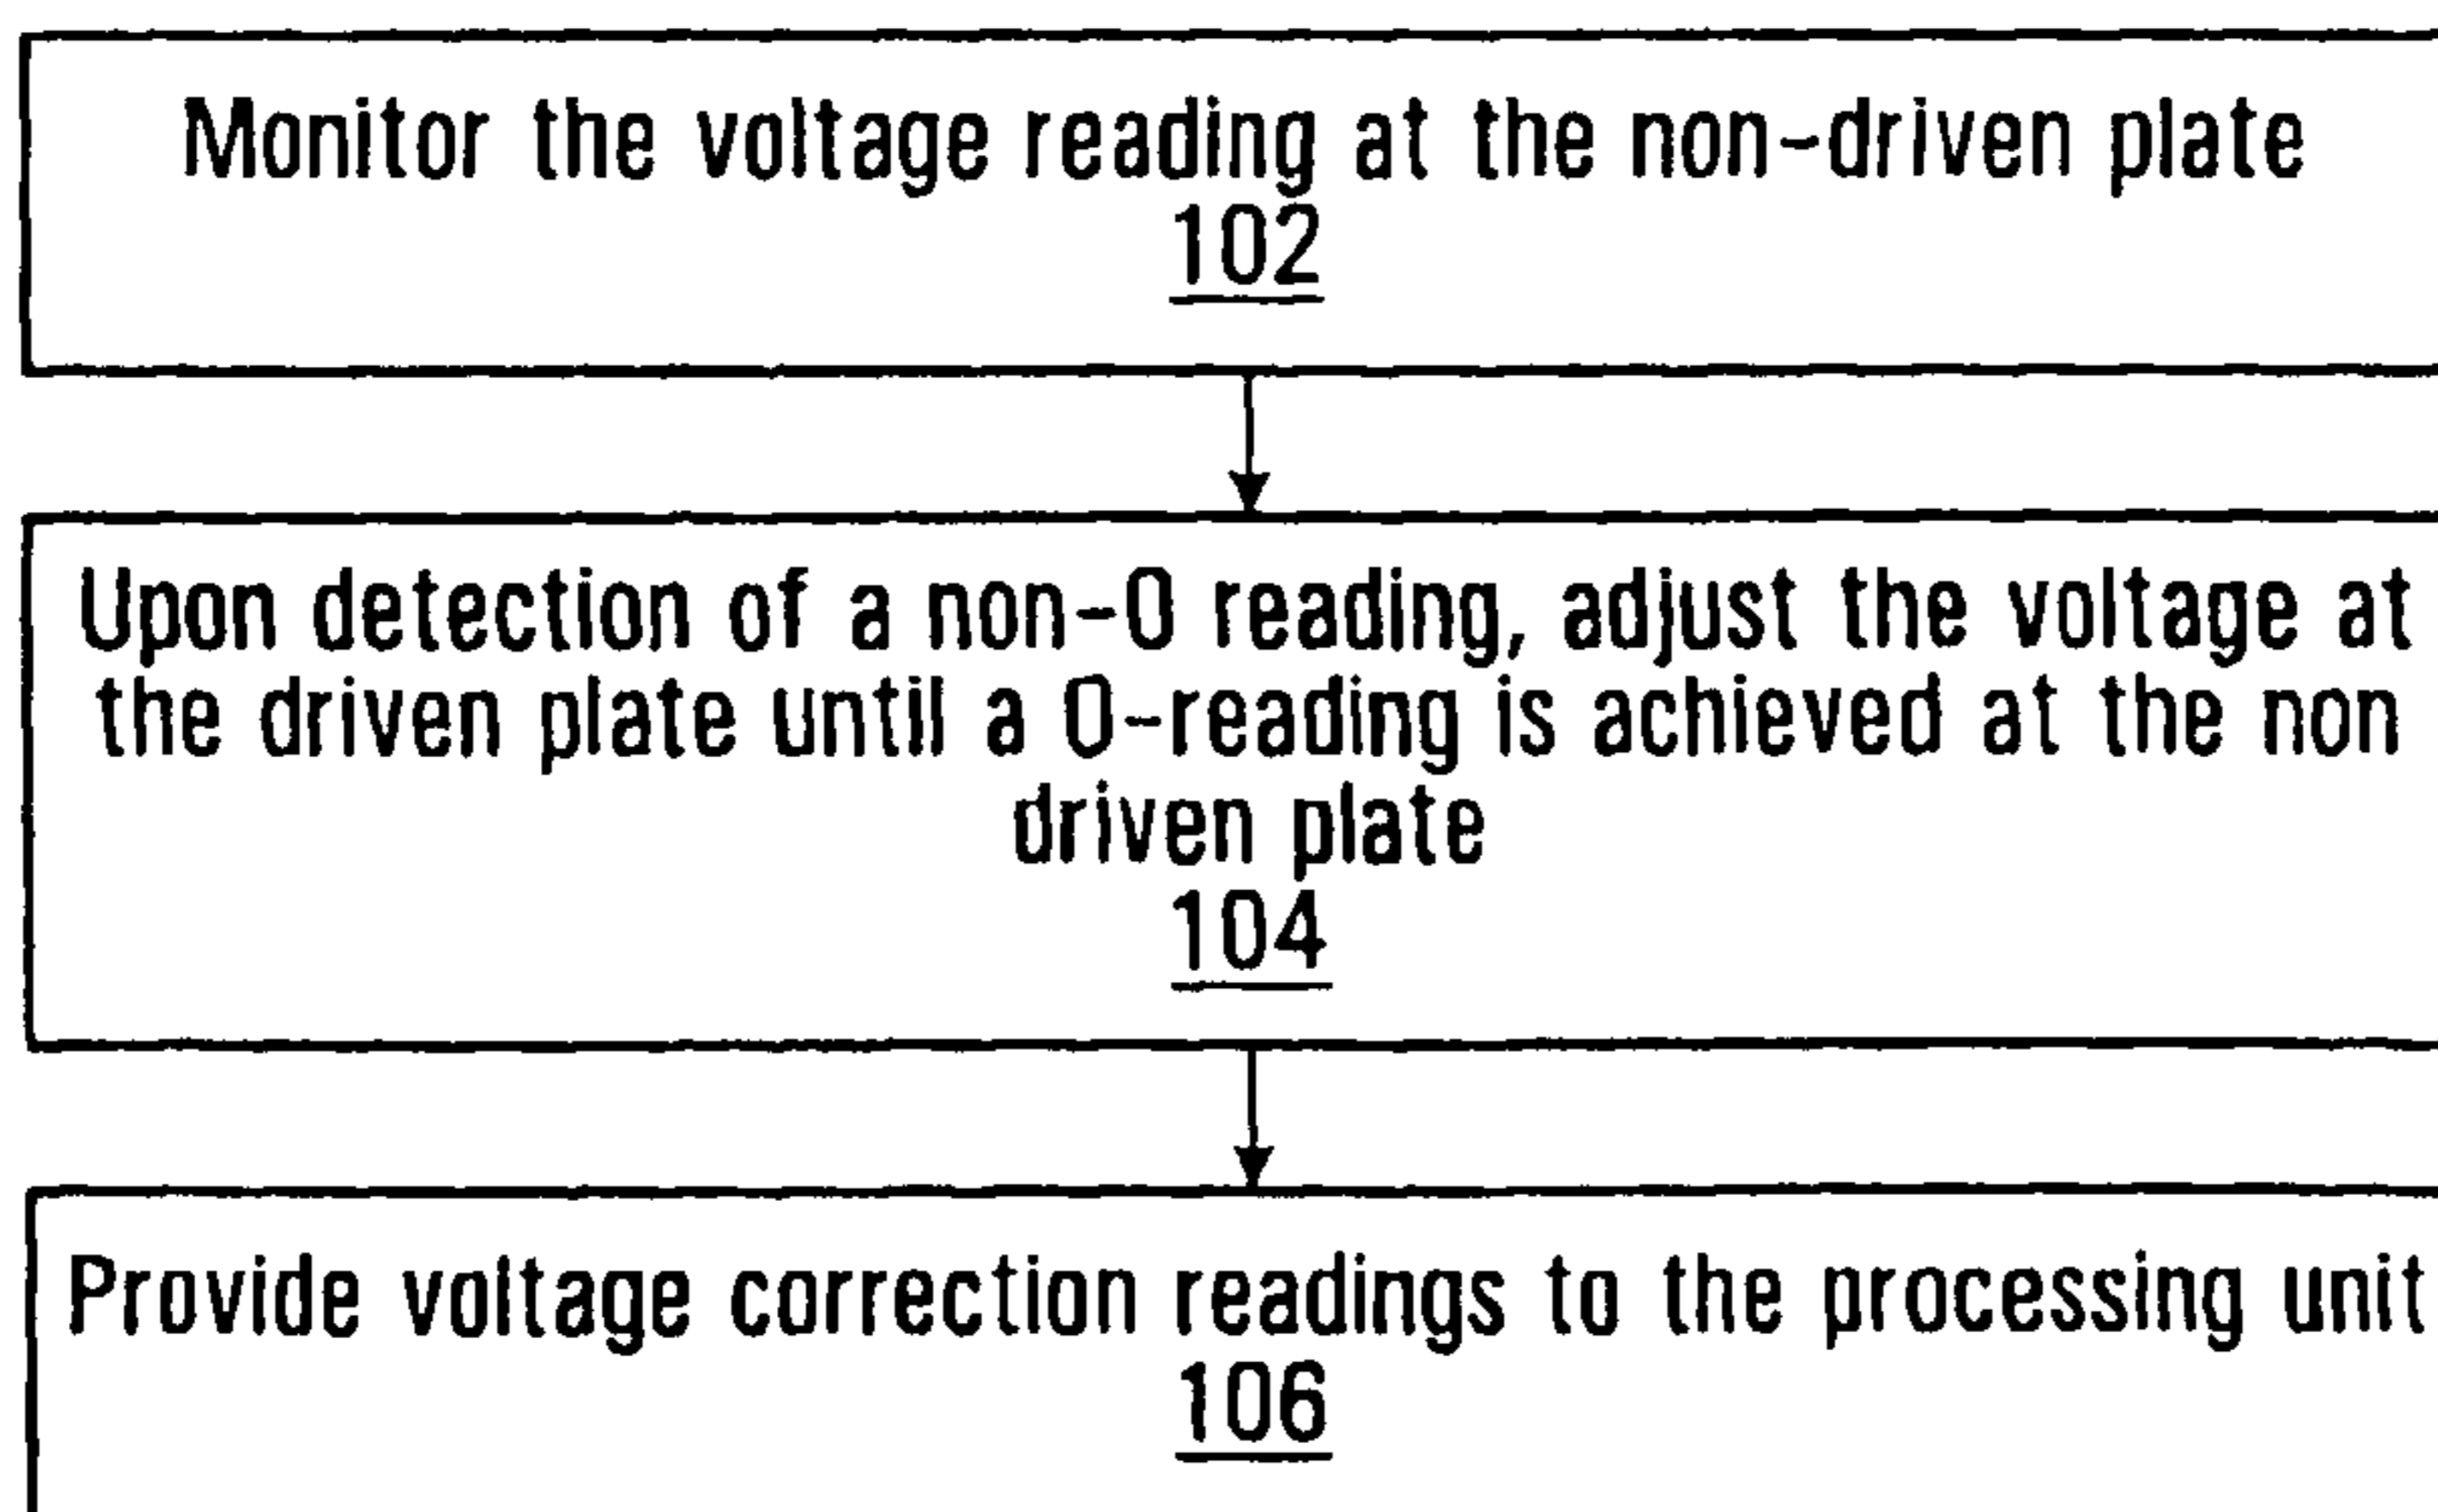 Monitor the voltage reading at the non-driven plate
102
Upon detection of a non-0 reading, adjust the voltage at
the driven plate until a 0-reading is achieved at the non
driven plate
104
Provide voltage correction readings to the processing unit
106